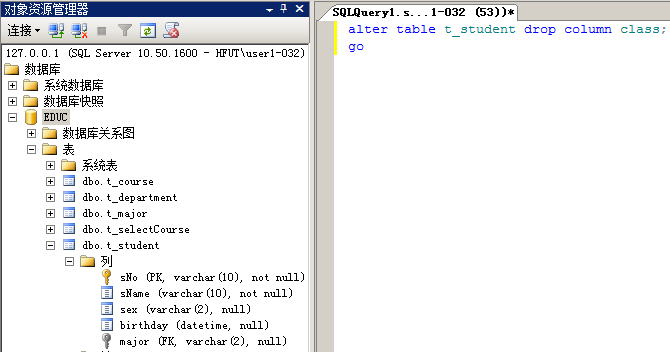 对象资源管理器
连接
127.0.0.1 (SQL Server 10.50.1600 - HFUT\user1-032)
数据库
系统数据库
数据库快照
EDUC
数据库关系图
表
系统表
dbo.t_course
dbo.t_department
dbo.t_major
dbo.t_selectCourse
dbo.t_student
列
sNo (PK, varchar(10), not null)
sName (varchar(10), not null)
sex (varchar(2), null)
birthday (datetime, null)
major (FK, varchar(2), null)
SQLQuery1.s...1-032 (53))*
alter table t_student drop column class;
go